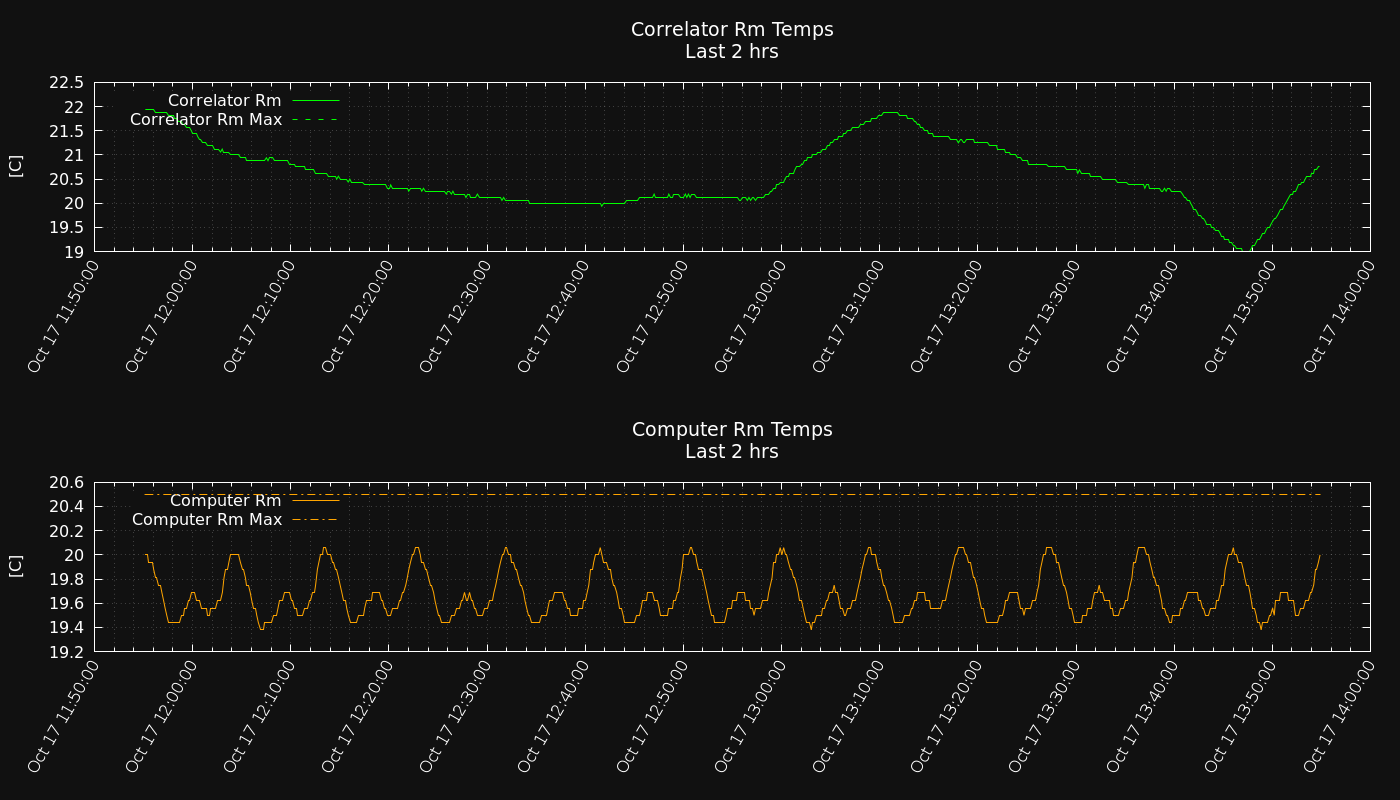 Correlator Rm Temps
Last 2 hrs
22.5
22
21.5
21
20.5
20
19.5
19
[C]
Correlator Rm
Correlator Rm Max
Oct 17 11:50:00
Oct 17 12:00:00
Oct 17 12:10:00
Oct 17 12:20:00
Oct 17 12:30:00
Oct 17 12:40:00
Oct 17 12:50:00
Oct 17 13:00:00
Oct 17 13:10:00
Oct 17 13:20:00
Oct 17 13:30:00
Oct 17 13:40:00
Oct 17 13:50:00
Oct 17 14:00:00
Computer Rm Temps
Last 2 hrs
20.6
20.4
20.2
20
19.8
19.6
19.4
19.2
[C]
Computer Rm
Computer Rm Max
Oct 17 11:50:00
Oct 17 12:00:00
Oct 17 12:10:00
Oct 17 12:20:00
Oct 17 12:30:00
Oct 17 12:40:00
Oct 17 12:50:00
Oct 17 13:00:00
Oct 17 13:10:00
Oct 17 13:20:00
Oct 17 13:30:00
Oct 17 13:40:00
Oct 17 13:50:00
Oct 17 14:00:00